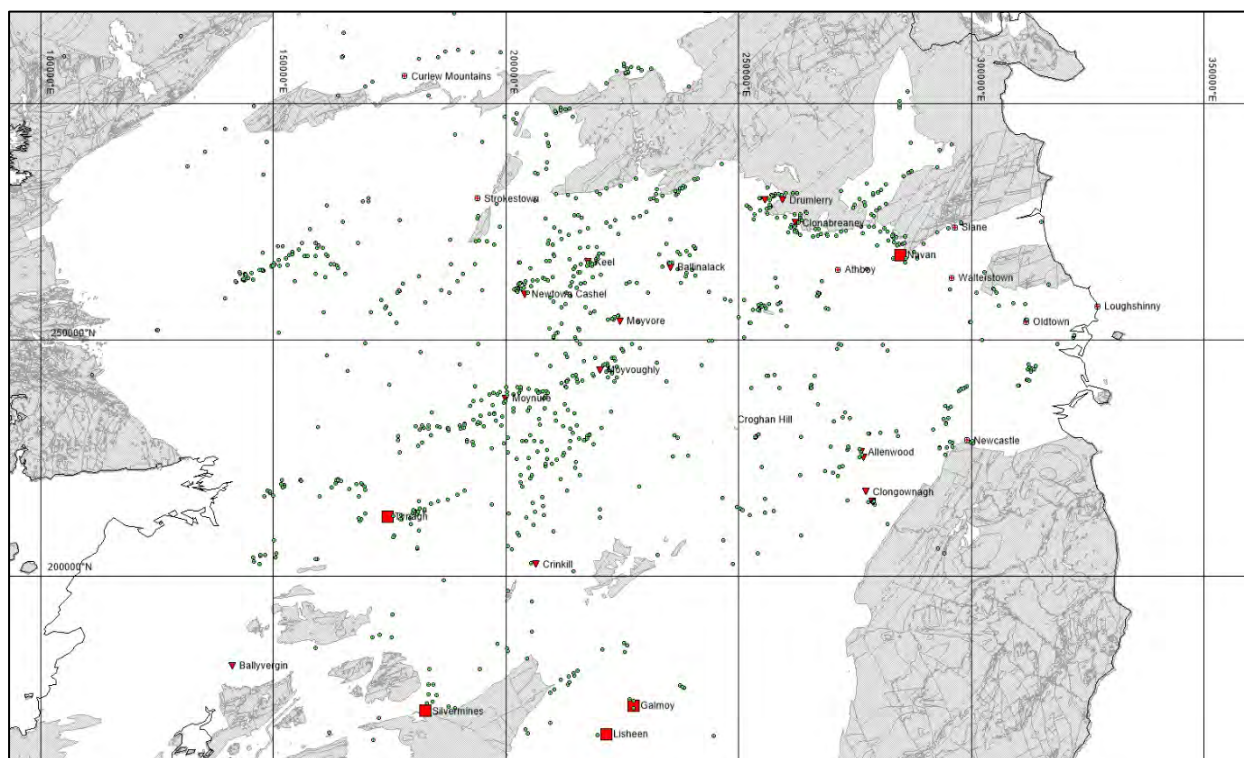 100000°E
150000°E
200000°E
250000°E
300000°E
350000°E
Curlew Mountains
Strokestown
Drumlerry
Clonabreaney
Slane
Navan
Keel
Ballinalack
Athboy
Walterstown
Newtown Cashel
Loughshinny
Moyvore
Oldtown
250000°N
Moyvoughly
Moynure
Croghan Hill
Newcastle
Allenwood
Clongownagh
Crinkill
200000°N
Ballyvergin
Silvermines
Galmoy
Lisheen